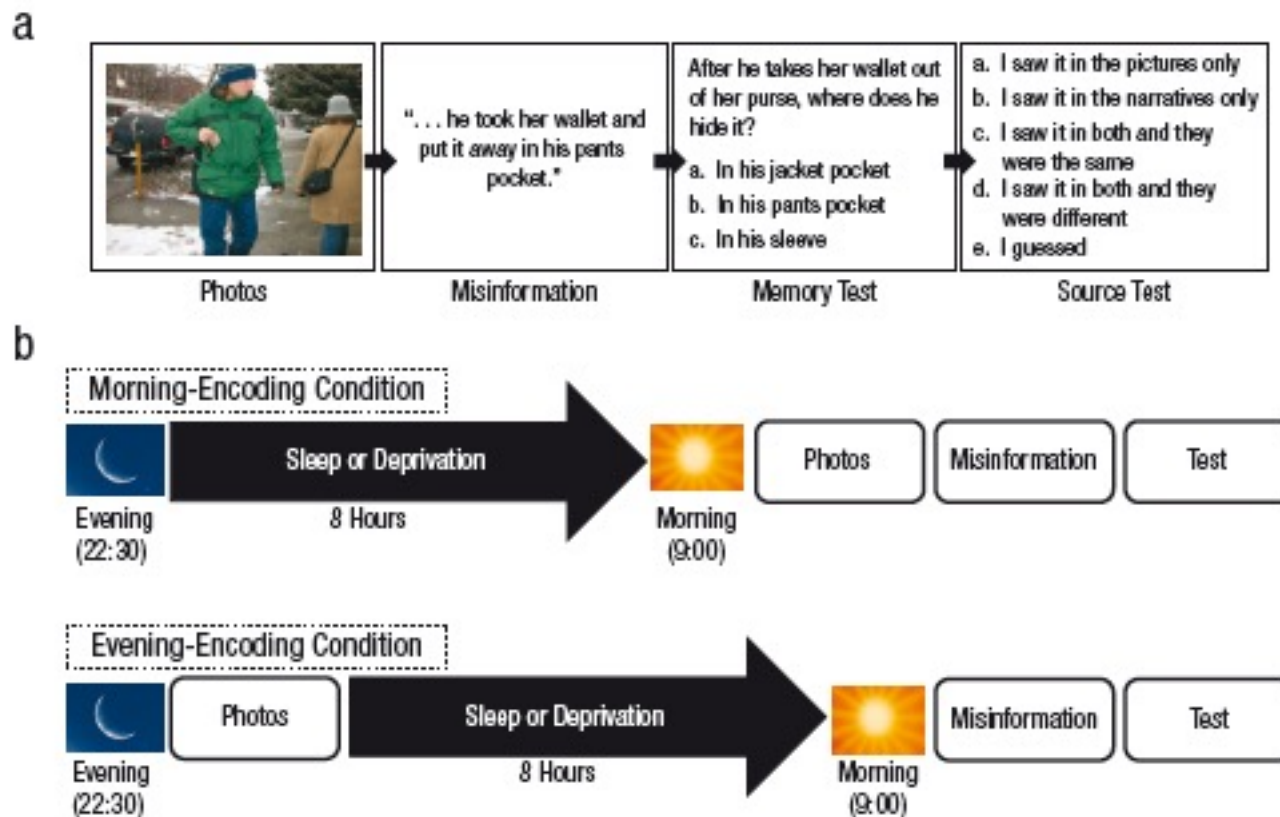 a
“. . . he took her wallet and
put it away in his pants
pocket.”
After he takes her wallet out
of her purse, where does he
hide it?
a. In his jacket pocket
b. In his pants pocket
c. In his sleeve
a. I saw it in the pictures only
b. I saw it in the narratives only
c. I saw it in both and they
were the same
d. I saw it in both and they
were different
e. I guessed
Photos
Misinformation
Memory Test
Source Test
b
Morning-Encoding Condition
Sleep or Deprivation
Photos
Misinformation
Test
Evening
(22:30)
8 Hours
Morning
(9:00)
Evening-Encoding Condition
Photos
Sleep or Deprivation
Misinformation
Test
Evening
(22:30)
8 Hours
Morning
(9:00)